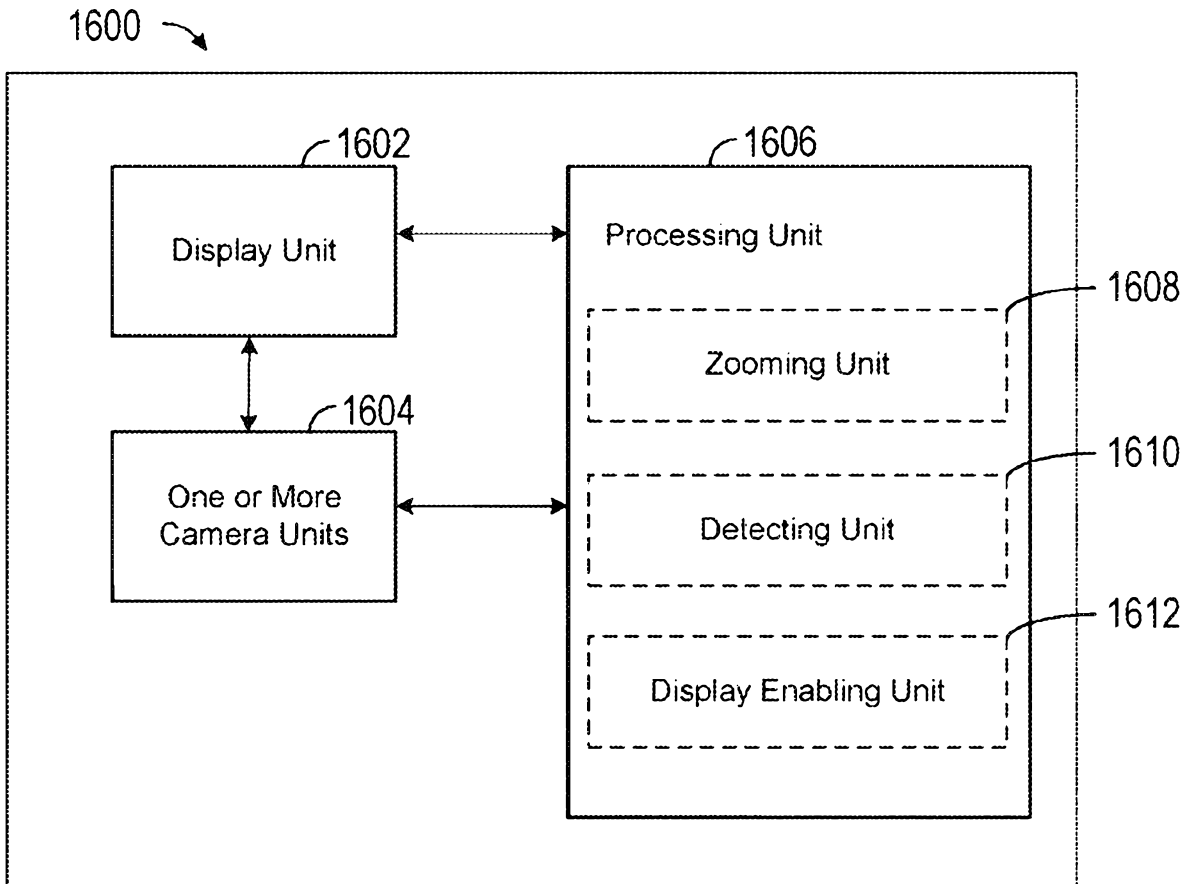 1600
1602
Display Unit
1604
One or More
Camera Units
1606
Processing Unit
1608
Zooming Unit
1610
Detecting Unit
1612
Display Enabling Unit